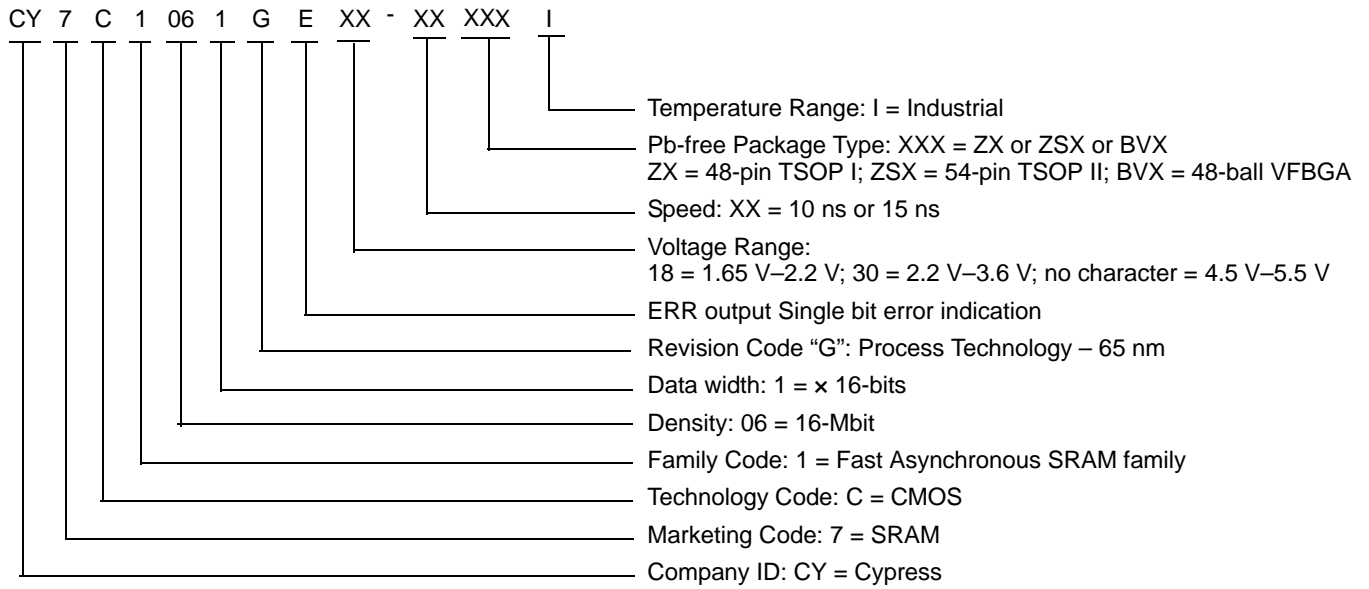 CY 7 C 1 06 1 G E XX - XX XXX I
Temperature Range: I = Industrial
Pb-free Package Type: XXX = ZX or ZSX or BVX
ZX = 48-pin TSOP I; ZSX = 54-pin TSOP II; BVX = 48-ball VFBGA
Speed: XX = 10 ns or 15 ns
Voltage Range:
18 = 1.65 V–2.2 V; 30 = 2.2 V–3.6 V; no character = 4.5 V–5.5 V
ERR output Single bit error indication
Revision Code “G”: Process Technology – 65 nm
Data width: 1 = × 16-bits
Density: 06 = 16-Mbit
Family Code: 1 = Fast Asynchronous SRAM family
Technology Code: C = CMOS
Marketing Code: 7 = SRAM
Company ID: CY = Cypress